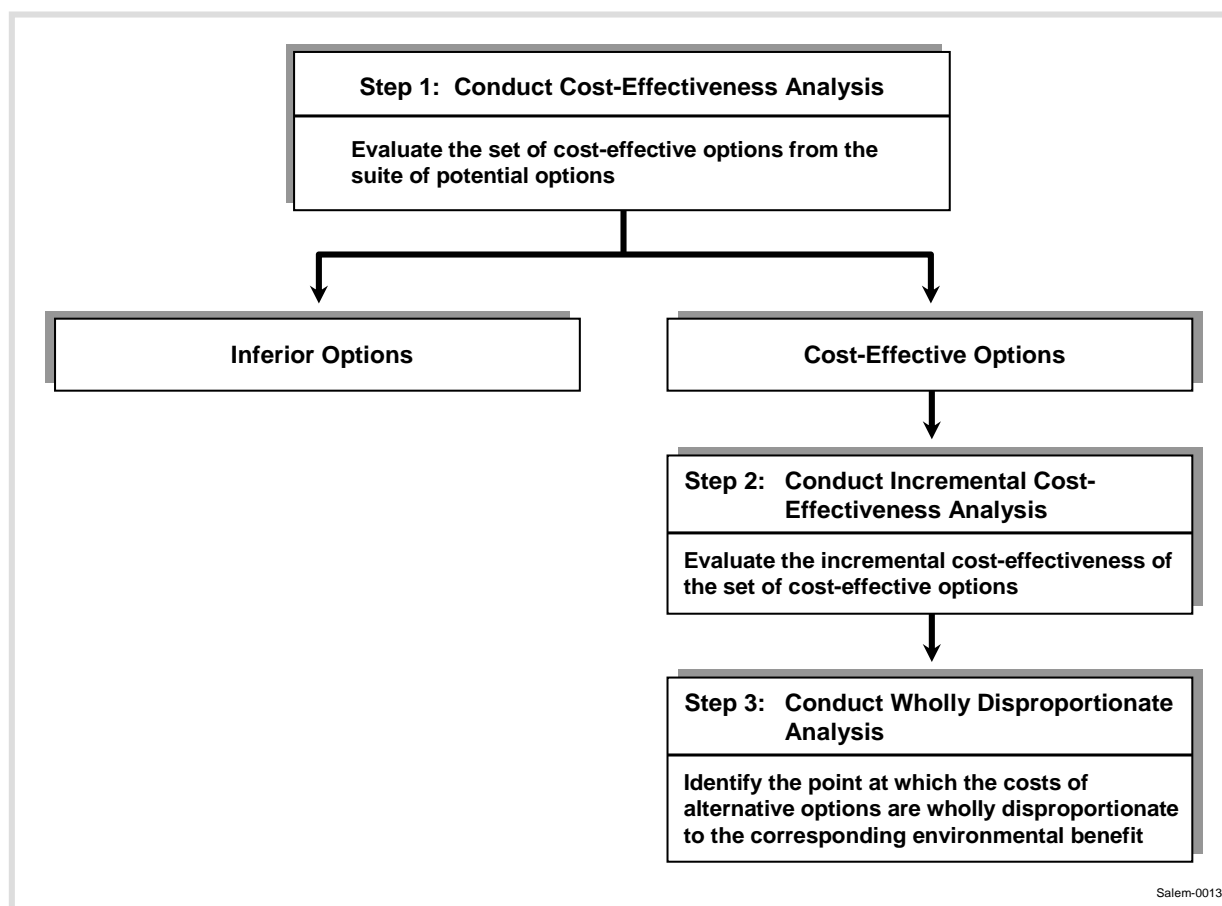 Step 1: Conduct Cost-Effectiveness Analysis
Evaluate the set of cost-effective options from the
suite of potential options
Inferior Options
Cost-Effective Options
Step 2: Conduct Incremental Cost-
Effectiveness Analysis
Evaluate the incremental cost-effectiveness of
the set of cost-effective options
Step 3: Conduct Wholly Disproportionate
Analysis
Identify the point at which the costs of
alternative options are wholly disproportionate
to the corresponding environmental benefit
Salem-0013